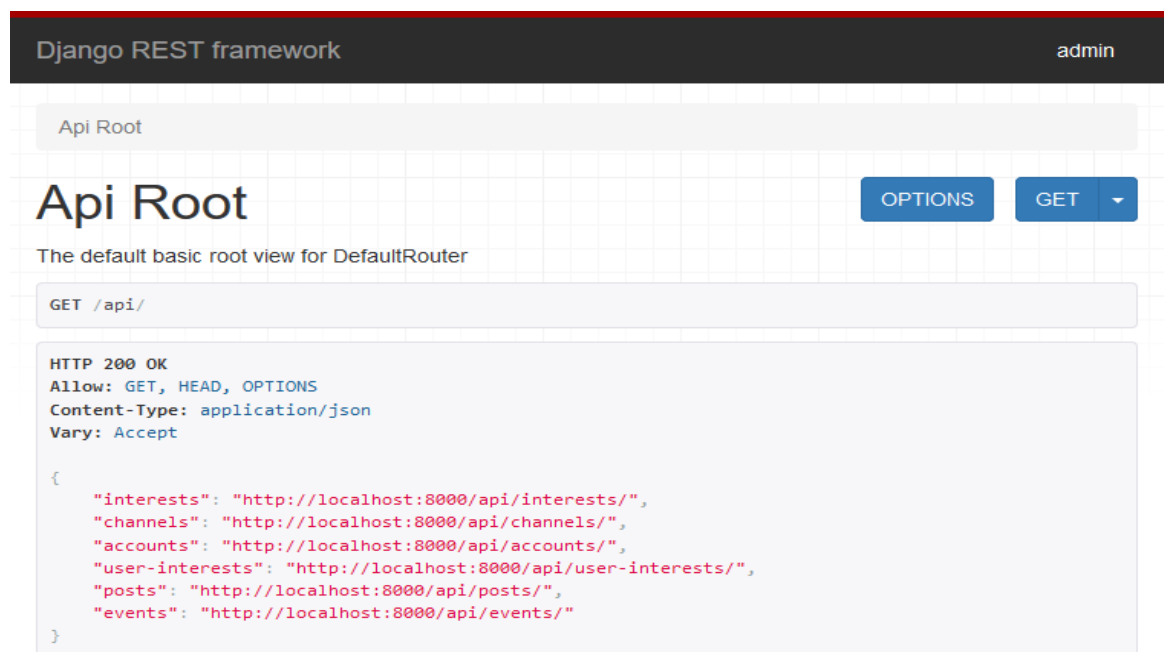 Django REST framework admin
Api Root
Api Root OPTIONS GET
The default basic root view for DefaultRouter
GET /api/
HTTP 200 OK
Allow: GET, HEAD, OPTIONS
Content-Type: application/json
Vary: Accept
{
    "interests": "http://localhost:8000/api/interests/",
    "channels": "http://localhost:8000/api/channels/",
    "accounts": "http://localhost:8000/api/accounts/",
    "user-interests": "http://localhost:8000/api/user-interests/",
    "posts": "http://localhost:8000/api/posts/",
    "events": "http://localhost:8000/api/events/"
}